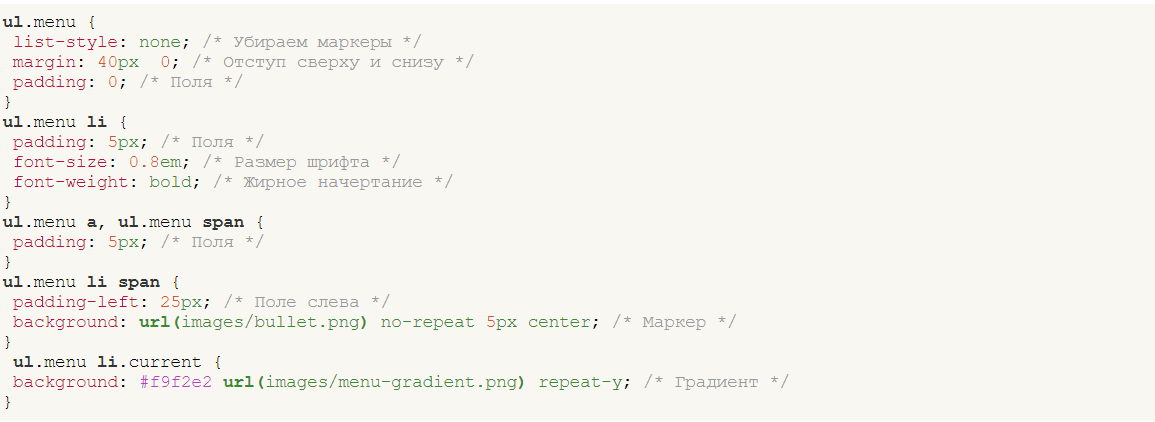 ul.menu {
list-style: none; /* Убираем маркеры */
margin: 40px  0; /* Отступ сверху и снизу */
padding: 0; /* Поля */
}
ul.menu li {
padding: 5px; /* Поля */
font-size: 0.8em; /* Размер шрифта */
font-weight: bold; /* Жирное начертание */
}
ul.menu a, ul.menu span {
padding: 5px; /* Поля */
}
ul.menu li span {
padding-left: 25px; /* Поле слева */
background: url(images/bullet.png) no-repeat 5px center; /* Маркер */
}
ul.menu li.current {
background: #f9f2e2 url(images/menu-gradient.png) repeat-y; /* Градиент */
}